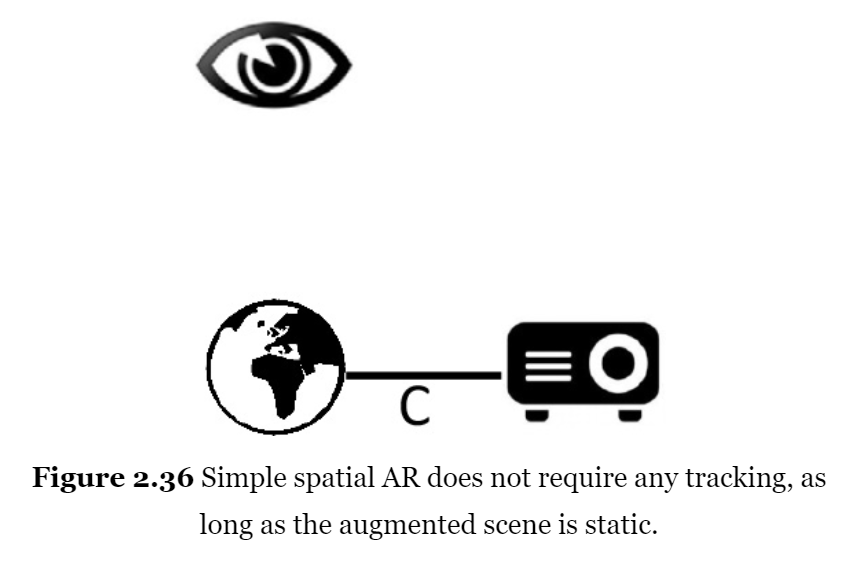 C
Figure 2.36 Simple spatial AR does not require any tracking, as
long as the augmented scene is static.